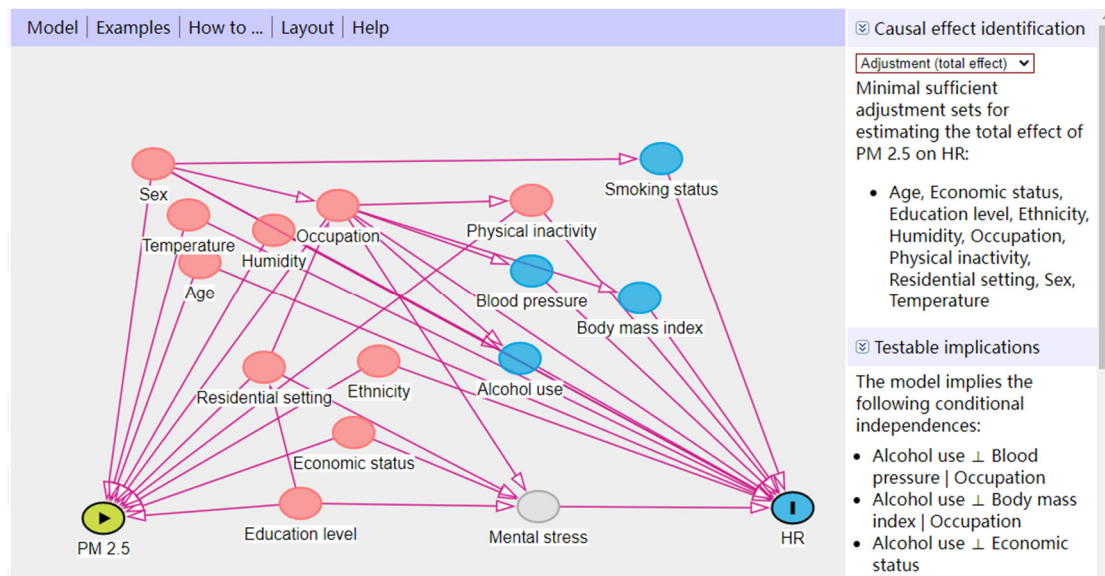 Model | Examples | How to ... | Layout | Help
Sex
Smoking status
Temperature
Occupation
Physical inactivity
Humidity
Age
Blood pressure
Body mass index
Residential setting
Ethnicity
Alcohol use
Economic status
Education level
Mental stress
PM 2.5
HR
Causal effect identification
Adjustment (total effect)
Minimal sufficient
adjustment sets for
estimating the total effect of
PM 2.5 on HR:
• Age, Economic status,
Education level, Ethnicity,
Humidity, Occupation,
Physical inactivity,
Residential setting, Sex,
Temperature
Testable implications
The model implies the
following conditional
independences:
• Alcohol use ⊥ Blood
pressure | Occupation
• Alcohol use ⊥ Body mass
index | Occupation
• Alcohol use ⊥ Economic
status